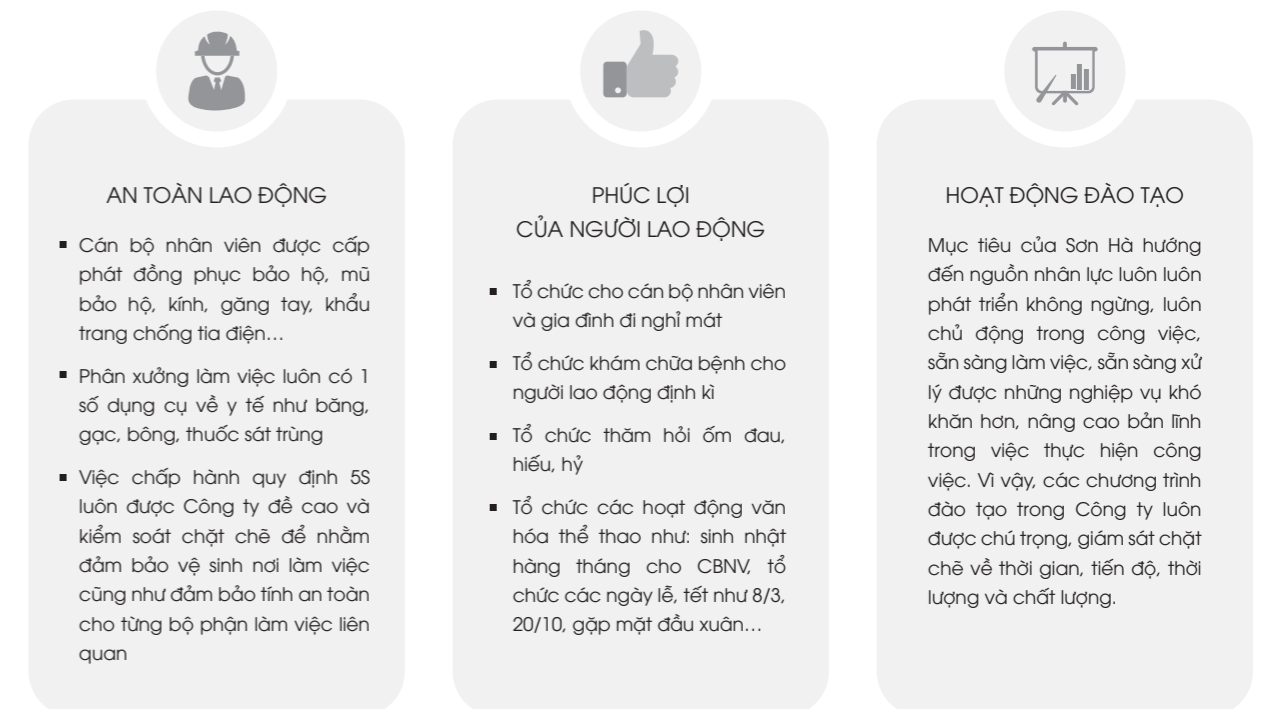 AN TOÀN LAO ĐỘNG
▪ Cán bộ nhân viên được cấp
phát đồng phục bảo hộ, mũ
bảo hộ, kính, găng tay, khẩu
trang chống tia điện...
▪ Phân xưởng làm việc luôn có 1
số dụng cụ về y tế như băng,
gạc, bông, thuốc sát trùng
▪ Việc chấp hành quy định 5S
luôn được Công ty đề cao và
kiểm soát chặt chẽ để nhằm
đảm bảo vệ sinh nơi làm việc
cũng như đảm bảo tính an toàn
cho từng bộ phận làm việc liên
quan
PHÚC LỢI
CỦA NGƯỜI LAO ĐỘNG
▪ Tổ chức cho cán bộ nhân viên
và gia đình đi nghỉ mát
▪ Tổ chức khám chữa bệnh cho
người lao động định kì
▪ Tổ chức thăm hỏi ốm đau,
hiếu, hỷ
▪ Tổ chức các hoạt động văn
hóa thể thao như: sinh nhật
hàng tháng cho CBNV, tổ
chức các ngày lễ, tết như 8/3,
20/10, gặp mặt đầu xuân...
HOẠT ĐỘNG ĐÀO TẠO
Mục tiêu của Sơn Hà hướng
đến nguồn nhân lực luôn luôn
phát triển không ngừng, luôn
chủ động trong công việc,
sẵn sàng làm việc, sẵn sàng xử
lý được những nghiệp vụ khó
khăn hơn, nâng cao bản lĩnh
trong việc thực hiện công
việc. Vì vậy, các chương trình
đào tạo trong Công ty luôn
được chú trọng, giám sát chặt
chẽ về thời gian, tiến độ, thời
lượng và chất lượng.